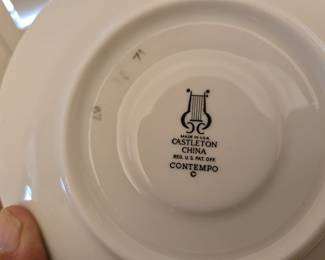 MADE IN U.S.A.
CASTLETON
CHINA
REG. U.S. PAT. OFF.
CONTEMPO
©